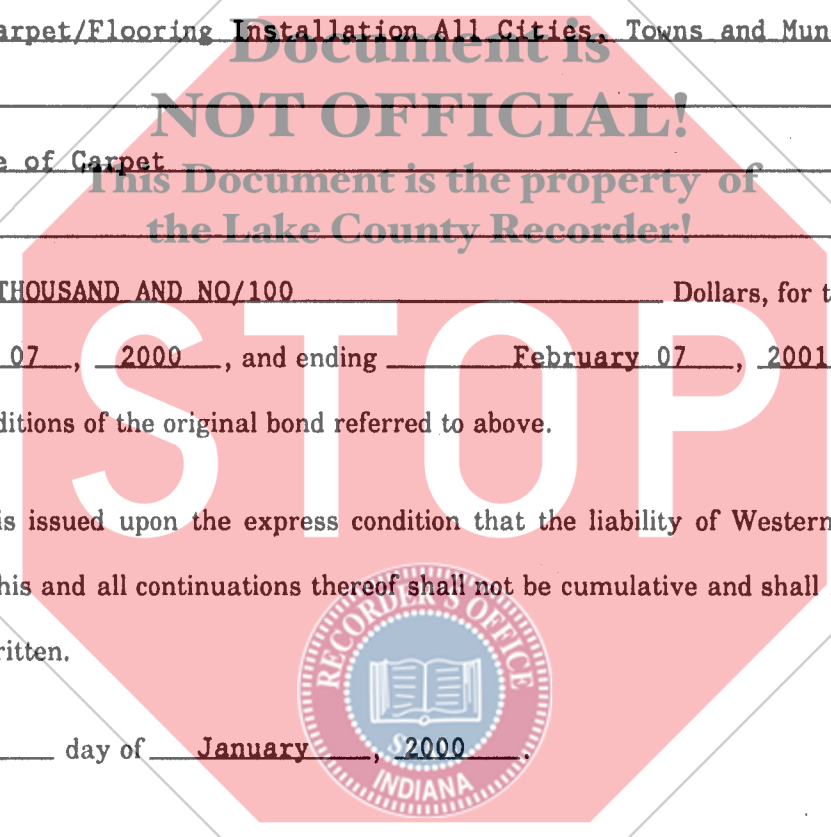 arpet/Flooring Installation All Cities, Towns and Mun
Document is
NOT OFFICIAL!
e of Carpet
This Document is the property of
the Lake County Recorder!
THOUSAND AND NO/100 Dollars, for t
STOP
07, 2000, and ending February 07, 2001
ditions of the original bond referred to above.
is issued upon the express condition that the liability of Western
his and all continuations thereof shall not be cumulative and shall
ritten.
RECORDER'S OFFICE
day of January, 2000.
INDIANA